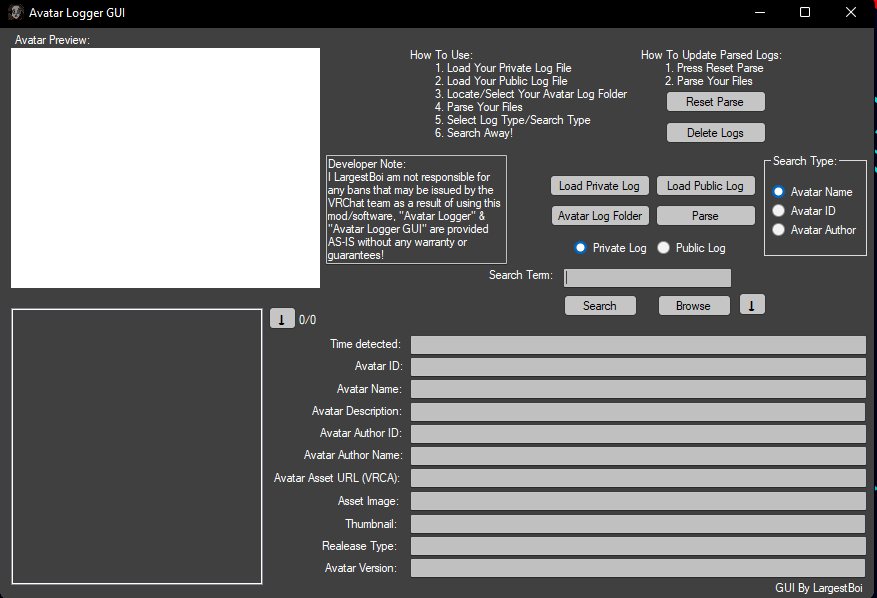 Avatar Logger GUI
Avatar Preview:
How To Use:
1. Load Your Private Log File
2. Load Your Public Log File
3. Locate/Select Your Avatar Log Folder
4. Parse Your Files
5. Select Log Type/Search Type
6. Search Away!
How To Update Parsed Logs:
1. Press Reset Parse
2. Parse Your Files
Reset Parse
Delete Logs
Developer Note:
I LargestBoi am not responsible for
any bans that may be issued by the
VRChat team as a result of using this
mod/software, "Avatar Logger" &
"Avatar Logger GUI" are provided
AS-IS without any warranty or
guarantees!
Load Private Log
Load Public Log
Avatar Log Folder
Parse
Private Log
Public Log
Search Type:
Avatar Name
Avatar ID
Avatar Author
Search Term:
Search
Browse
↓
↓
0/0
Time detected:
Avatar ID:
Avatar Name:
Avatar Description:
Avatar Author ID:
Avatar Author Name:
Avatar Asset URL (VRCA):
Asset Image:
Thumbnail:
Realease Type:
Avatar Version:
GUI By LargestBoi